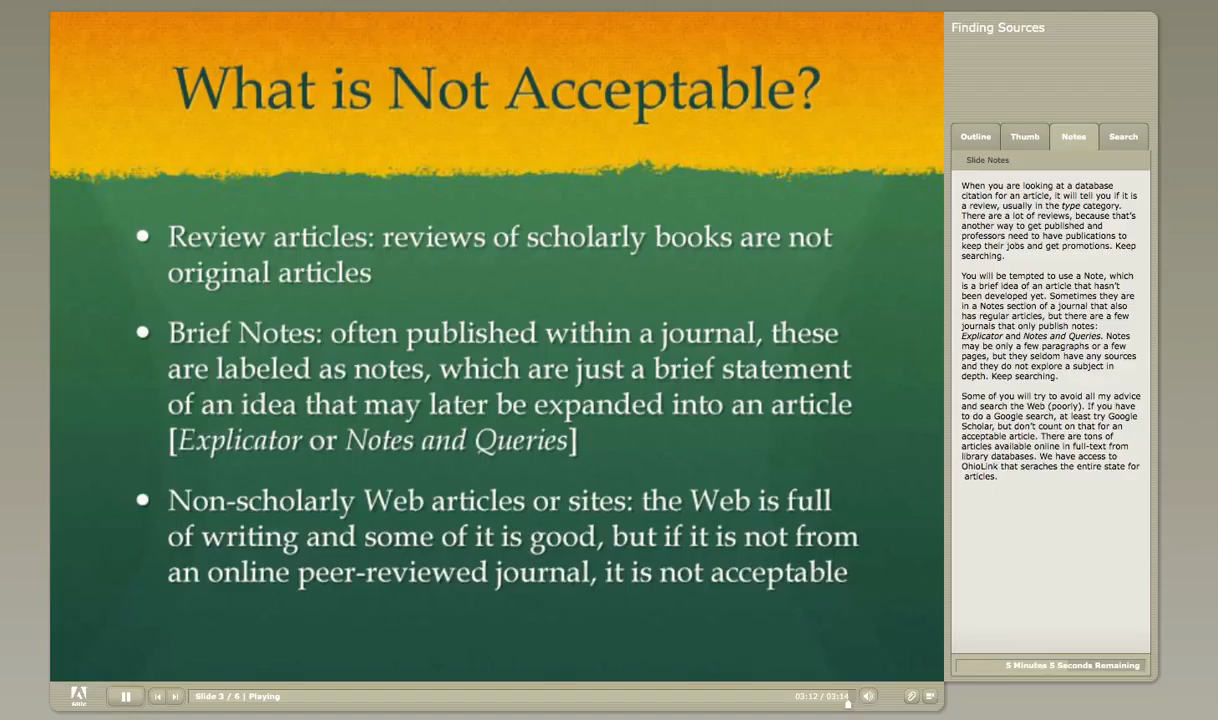 What is Not Acceptable?
Review articles: reviews of scholarly books are not
original articles
Brief Notes: often published within a journal, these
are labeled as notes, which are just a brief statement
of an idea that may later be expanded into an article
[Explicator or Notes and Queries]
Non-scholarly Web articles or sites: the Web is full
of writing and some of it is good, but if it is not from
an online peer-reviewed journal, it is not acceptable
Finding Sources
Outline
Thumb
Notes
Search
Slide Notes
When you are looking at a database
citation for an article, it will tell you if it is
a review, usually in the type category.
There are a lot of reviews, because that's
another way to get published and
professors need to have publications to
keep their jobs and get promotions. Keep
searching.
You will be tempted to use a Note, which
is a brief idea of an article that hasn't
been developed yet. Sometimes they are
in a Notes section of a journal that also
has regular articles, but there are a few
journals that only publish notes:
Explicator and Notes and Queries. Notes
may be only a few paragraphs or a few
pages, but they seldom have any sources
and they do not explore a subject in
depth. Keep searching.
Some of you will try to avoid all my advice
and search the Web (poorly). If you have
to do a Google search, at least try Google
Scholar, but don't count on that for an
acceptable article. There are tons of
articles available online in full-text from
library databases. We have access to
OhioLink that seraches the entire state for
articles.
5 Minutes 5 Seconds Remaining
Adobe
Slide 3 / 6 | Playing
03:12 / 03:14